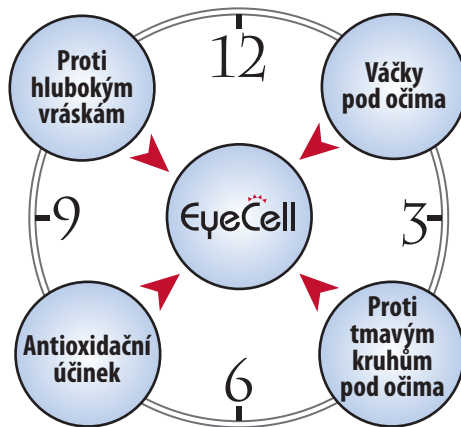 Proti
hlubokým
vráskám
12
Váčky
pod očima
9
EyeCell
3
Antioxidační
účinek
6
Proti
tmavým
kruhům
pod očima